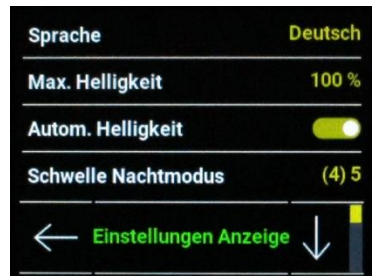 Sprache Deutsch
Max. Helligkeit 100 %
Autom. Helligkeit
Schwelle Nachtmodus (4) 5
Einstellungen Anzeige